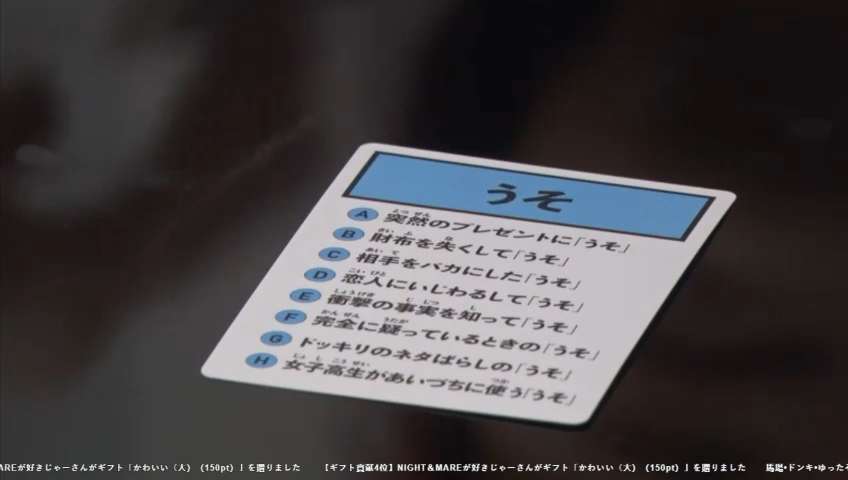 うそ
A 突然のプレゼントに「うそ」
B 財布を失くして「うそ」
C 相手をバカにした「うそ」
D 恋人にいじわるして「うそ」
E 衝撃の事実を知って「うそ」
F 完全に疑っているときの「うそ」
G ドッキリのネタばらしの「うそ」
H 女子高生があいづちに使う「うそ」
AREが好きじゃーさんがギフト「かわいい（大）（150pt）」を贈りました 【ギフト貢献4位】NIGHT&MAREが好きじゃーさんがギフト「かわいい（大）（150pt）」を贈りました 馬場•ドンキ•ゆった